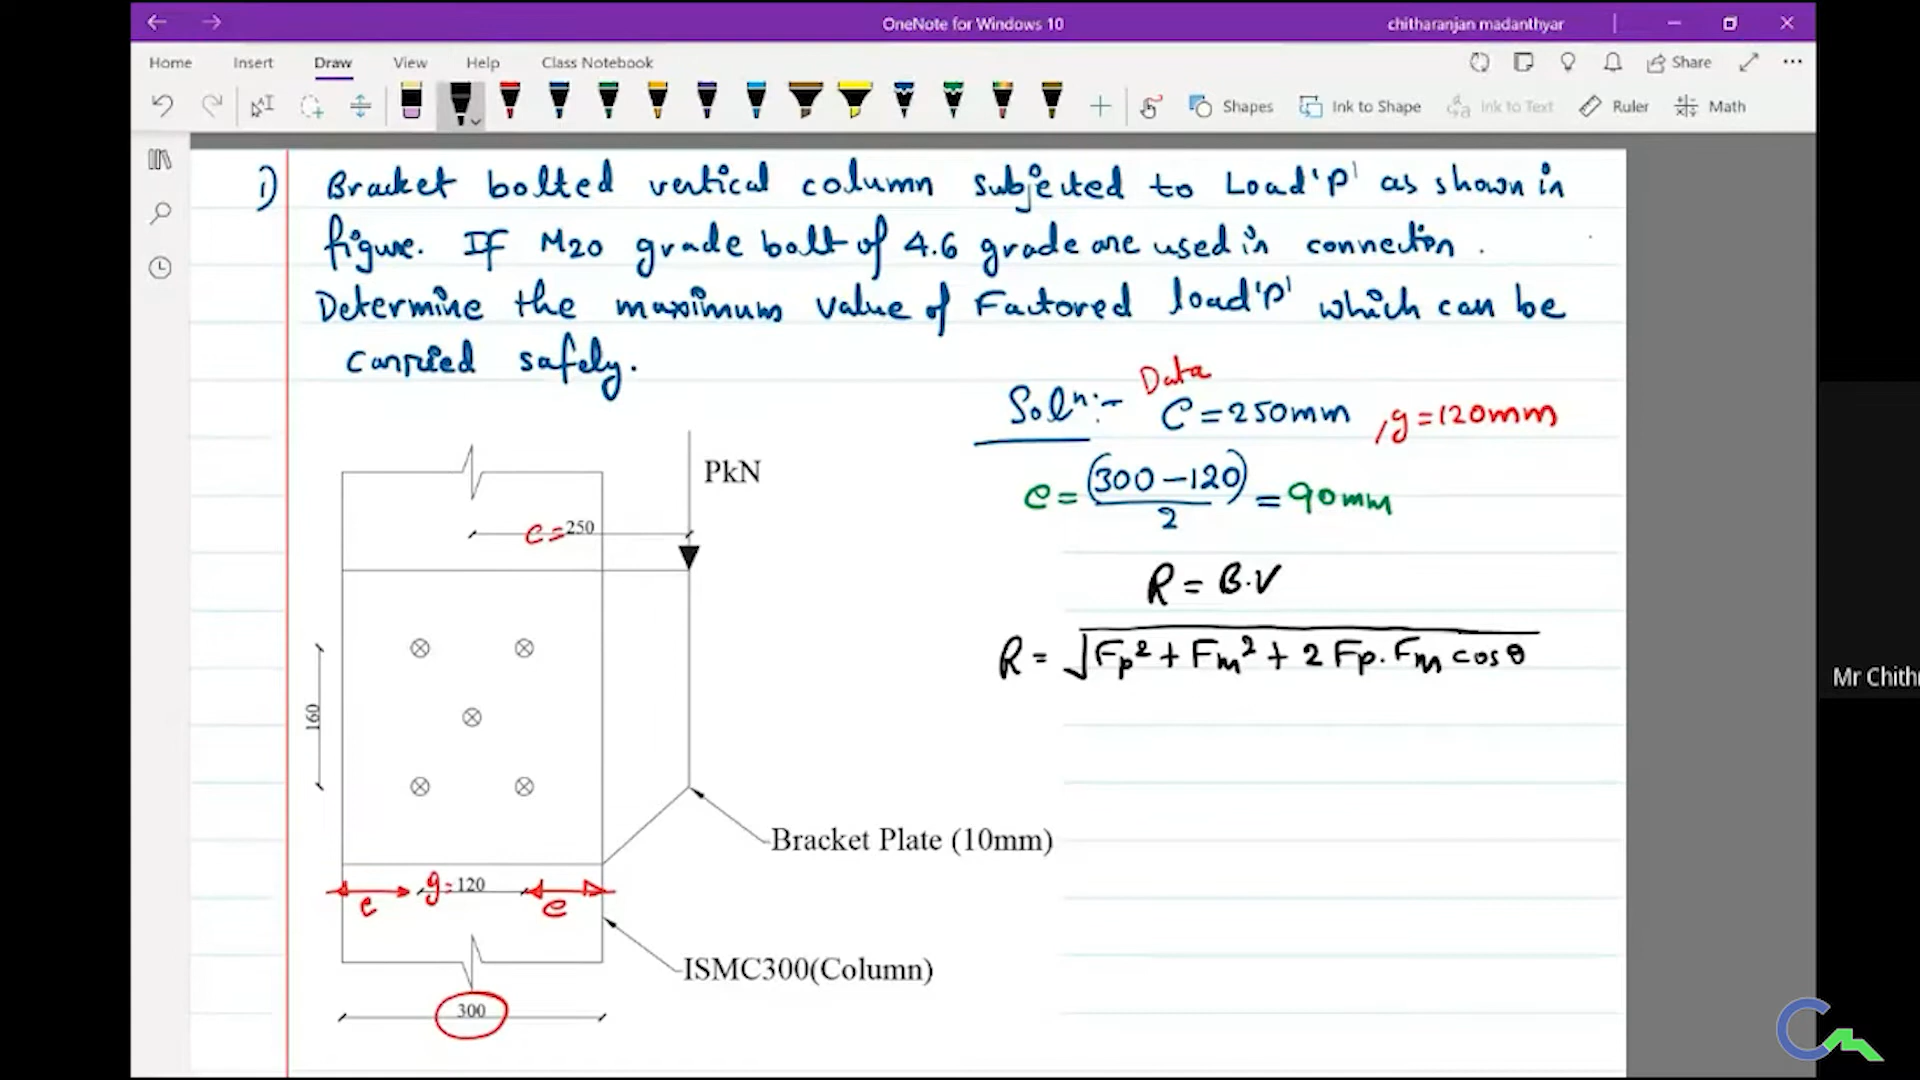 OneNote for Windows 10
chitharanjan madanthyar
Home Insert Draw View Help Class Notebook
Share
Shapes Ink to Shape Ink to Text Ruler Math
1) Bracket bolted vertical column subjected to Load 'P' as shown in
figure. If M20 grade bolt of 4.6 grade are used in connection.
Determine the maximum value of Factored load 'P' which can be
carried safely.
Soln:- Data C = 250mm, g = 120mm
e = (300 - 120)/2 = 90mm
R = B.V
R = √Fp² + Fm² + 2 Fp. Fm cos θ
PkN
e = 250
160
Bracket Plate (10mm)
e g = 120 e
ISMC300(Column)
300
Mr Chith
CM